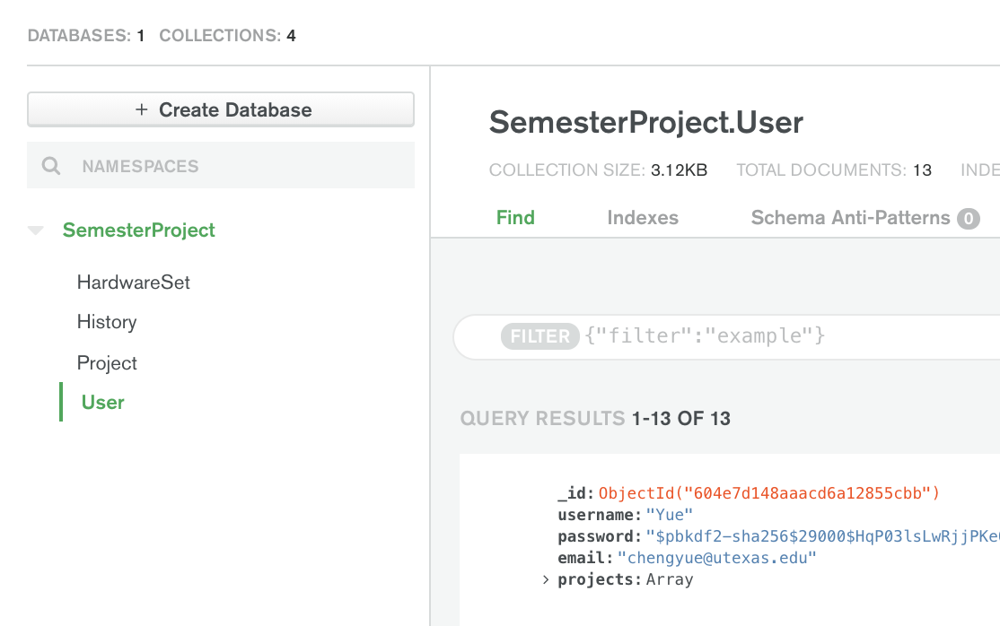 DATABASES: 1 COLLECTIONS: 4
+ Create Database
NAMESPACES
SemesterProject
HardwareSet
History
Project
User
SemesterProject.User
COLLECTION SIZE: 3.12KB TOTAL DOCUMENTS: 13 INDE
Find Indexes Schema Anti-Patterns 0
FILTER {"filter":"example"}
QUERY RESULTS 1-13 OF 13
_id: ObjectId("604e7d148aaacd6a12855cbb")
username: "Yue"
password: "$pbkdf2-sha256$29000$HqP03lsLwRjjPKe
email: "chengyue@utexas.edu"
> projects: Array